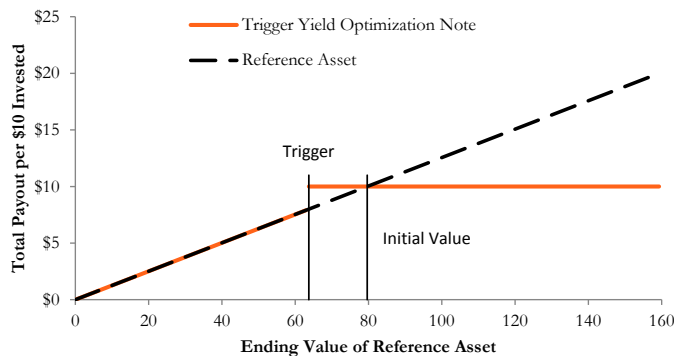 $25
$20
$15
$10
$5
$0
Total Payout per $10 Invested
Trigger Yield Optimization Note
Reference Asset
Trigger
Initial Value
0 20 40 60 80 100 120 140 160
Ending Value of Reference Asset